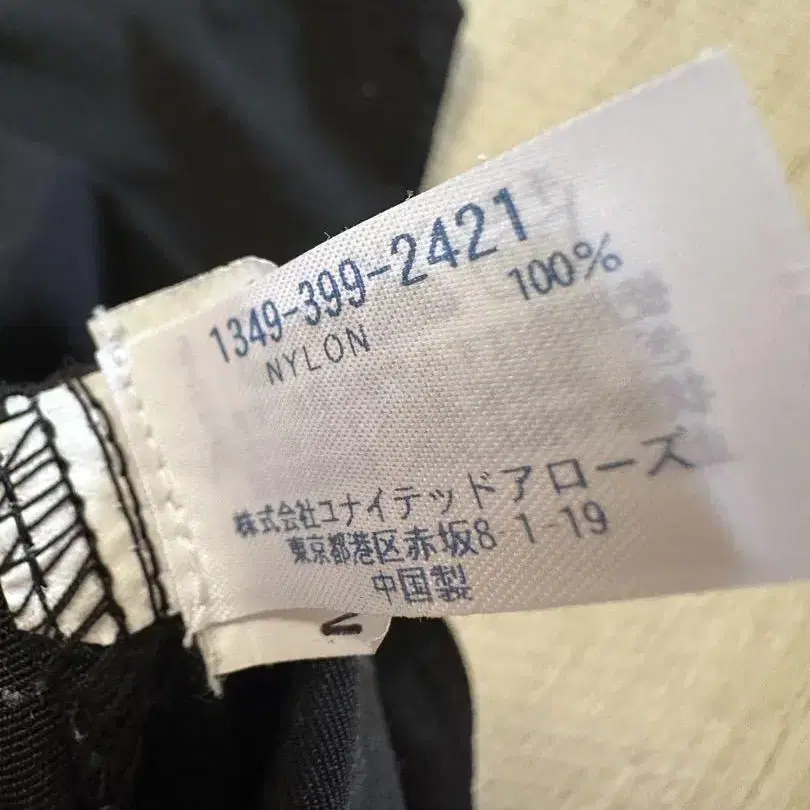 1349-399-2421
NYLON 100%
株式会社ユナイテッドアローズ
東京都港区赤坂8-1-19
中国製